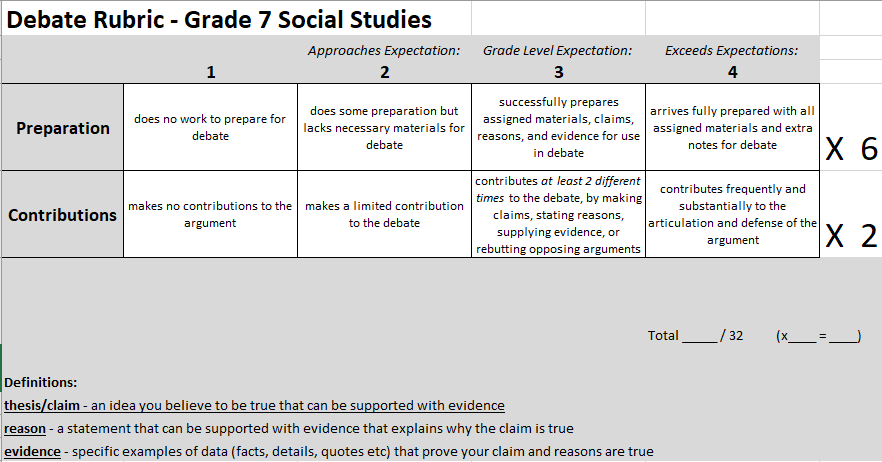 Debate Rubric - Grade 7 Social Studies
Approaches Expectation: Grade Level Expectation: Exceeds Expectations:
1 2 3 4
Preparation
does no work to prepare for
debate
does some preparation but
lacks necessary materials for
debate
successfully prepares
assigned materials, claims,
reasons, and evidence for use
in debate
arrives fully prepared with all
assigned materials and extra
notes for debate
X 6
Contributions
makes no contributions to the
argument
makes a limited contribution
to the debate
contributes at least 2 different
times to the debate, by making
claims, stating reasons,
supplying evidence, or
rebutting opposing arguments
contributes frequently and
substantially to the
articulation and defense of the
argument
X 2
Total _____ / 32 (x____ = ____)
Definitions:
thesis/claim - an idea you believe to be true that can be supported with evidence
reason - a statement that can be supported with evidence that explains why the claim is true
evidence - specific examples of data (facts, details, quotes etc) that prove your claim and reasons are true